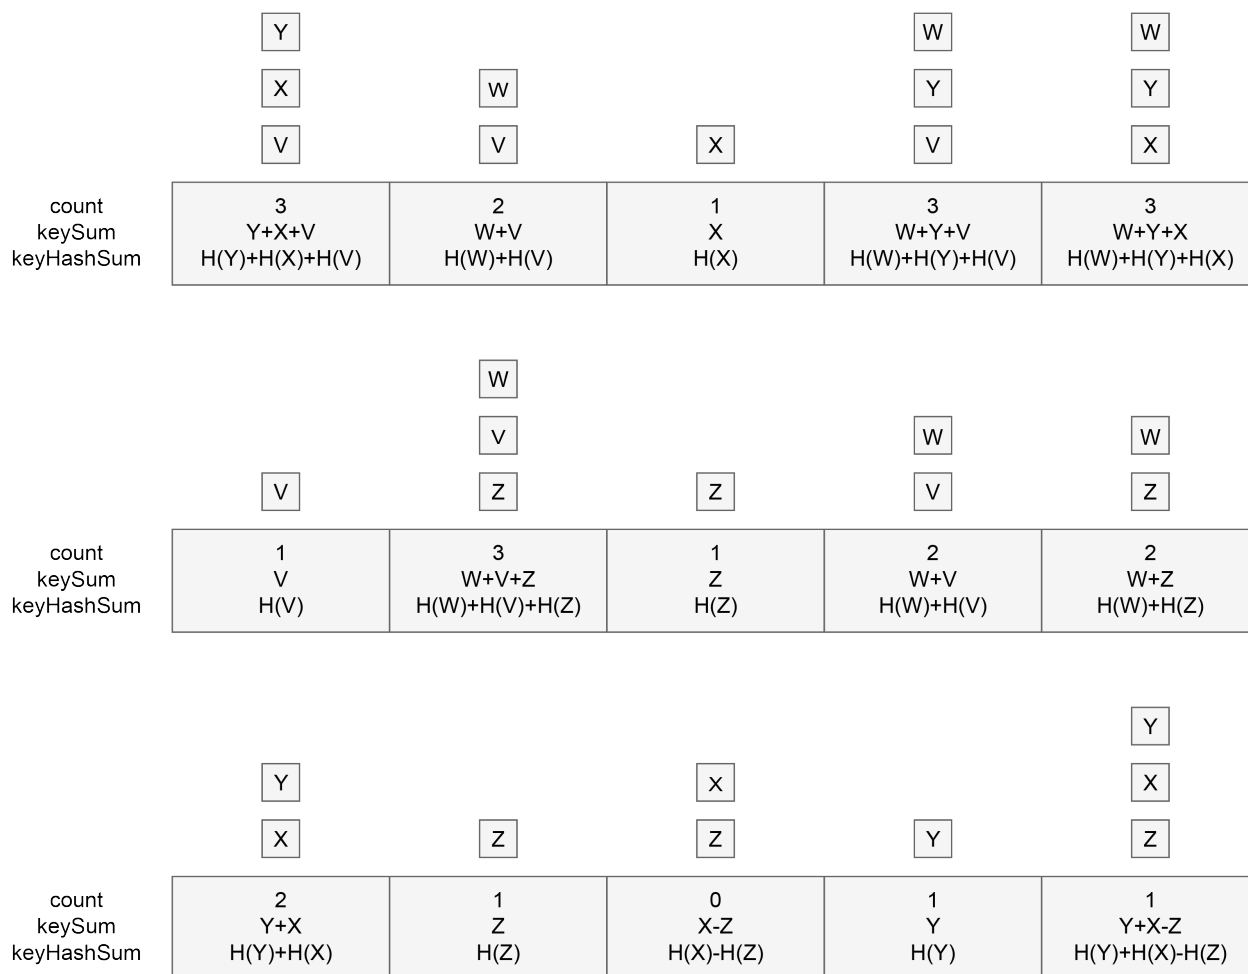 Y W W
X W Y Y
V V X V X
count 3 2 1 3 3
keySum Y+X+V W+V X W+Y+V W+Y+X
keyHashSum H(Y)+H(X)+H(V) H(W)+H(V) H(X) H(W)+H(Y)+H(V) H(W)+H(Y)+H(X)
W
V W W
V Z Z V Z
count 1 3 1 2 2
keySum V W+V+Z Z W+V W+Z
keyHashSum H(V) H(W)+H(V)+H(Z) H(Z) H(W)+H(V) H(W)+H(Z)
Y
Y X X
X Z Z Y Z
count 2 1 0 1 1
keySum Y+X Z X-Z Y Y+X-Z
keyHashSum H(Y)+H(X) H(Z) H(X)-H(Z) H(Y) H(Y)+H(X)-H(Z)